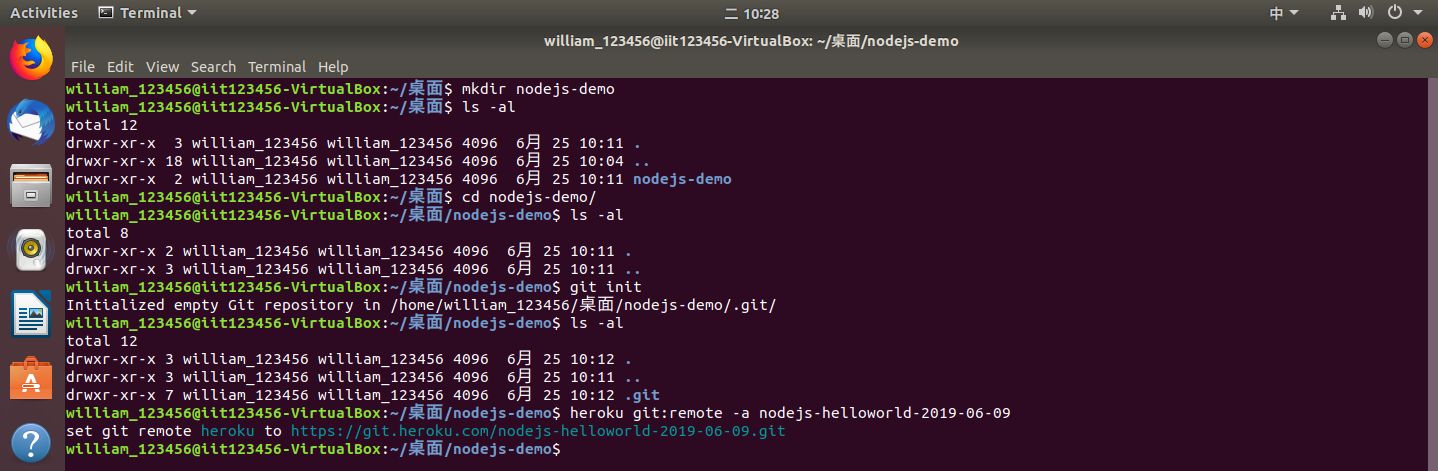 Activities Terminal 二 10:28 中
william_123456@iit123456-VirtualBox: ~/桌面/nodejs-demo
File Edit View Search Terminal Help
william_123456@iit123456-VirtualBox:~/桌面$ mkdir nodejs-demo
william_123456@iit123456-VirtualBox:~/桌面$ ls -al
total 12
drwxr-xr-x  3 william_123456 william_123456 4096  6月 25 10:11 .
drwxr-xr-x 18 william_123456 william_123456 4096  6月 25 10:04 ..
drwxr-xr-x  2 william_123456 william_123456 4096  6月 25 10:11 nodejs-demo
william_123456@iit123456-VirtualBox:~/桌面$ cd nodejs-demo/
william_123456@iit123456-VirtualBox:~/桌面/nodejs-demo$ ls -al
total 8
drwxr-xr-x 2 william_123456 william_123456 4096  6月 25 10:11 .
drwxr-xr-x 3 william_123456 william_123456 4096  6月 25 10:11 ..
william_123456@iit123456-VirtualBox:~/桌面/nodejs-demo$ git init
Initialized empty Git repository in /home/william_123456/桌面/nodejs-demo/.git/
william_123456@iit123456-VirtualBox:~/桌面/nodejs-demo$ ls -al
total 12
drwxr-xr-x 3 william_123456 william_123456 4096  6月 25 10:12 .
drwxr-xr-x 3 william_123456 william_123456 4096  6月 25 10:11 ..
drwxr-xr-x 7 william_123456 william_123456 4096  6月 25 10:12 .git
william_123456@iit123456-VirtualBox:~/桌面/nodejs-demo$ heroku git:remote -a nodejs-helloworld-2019-06-09
set git remote heroku to https://git.heroku.com/nodejs-helloworld-2019-06-09.git
william_123456@iit123456-VirtualBox:~/桌面/nodejs-demo$